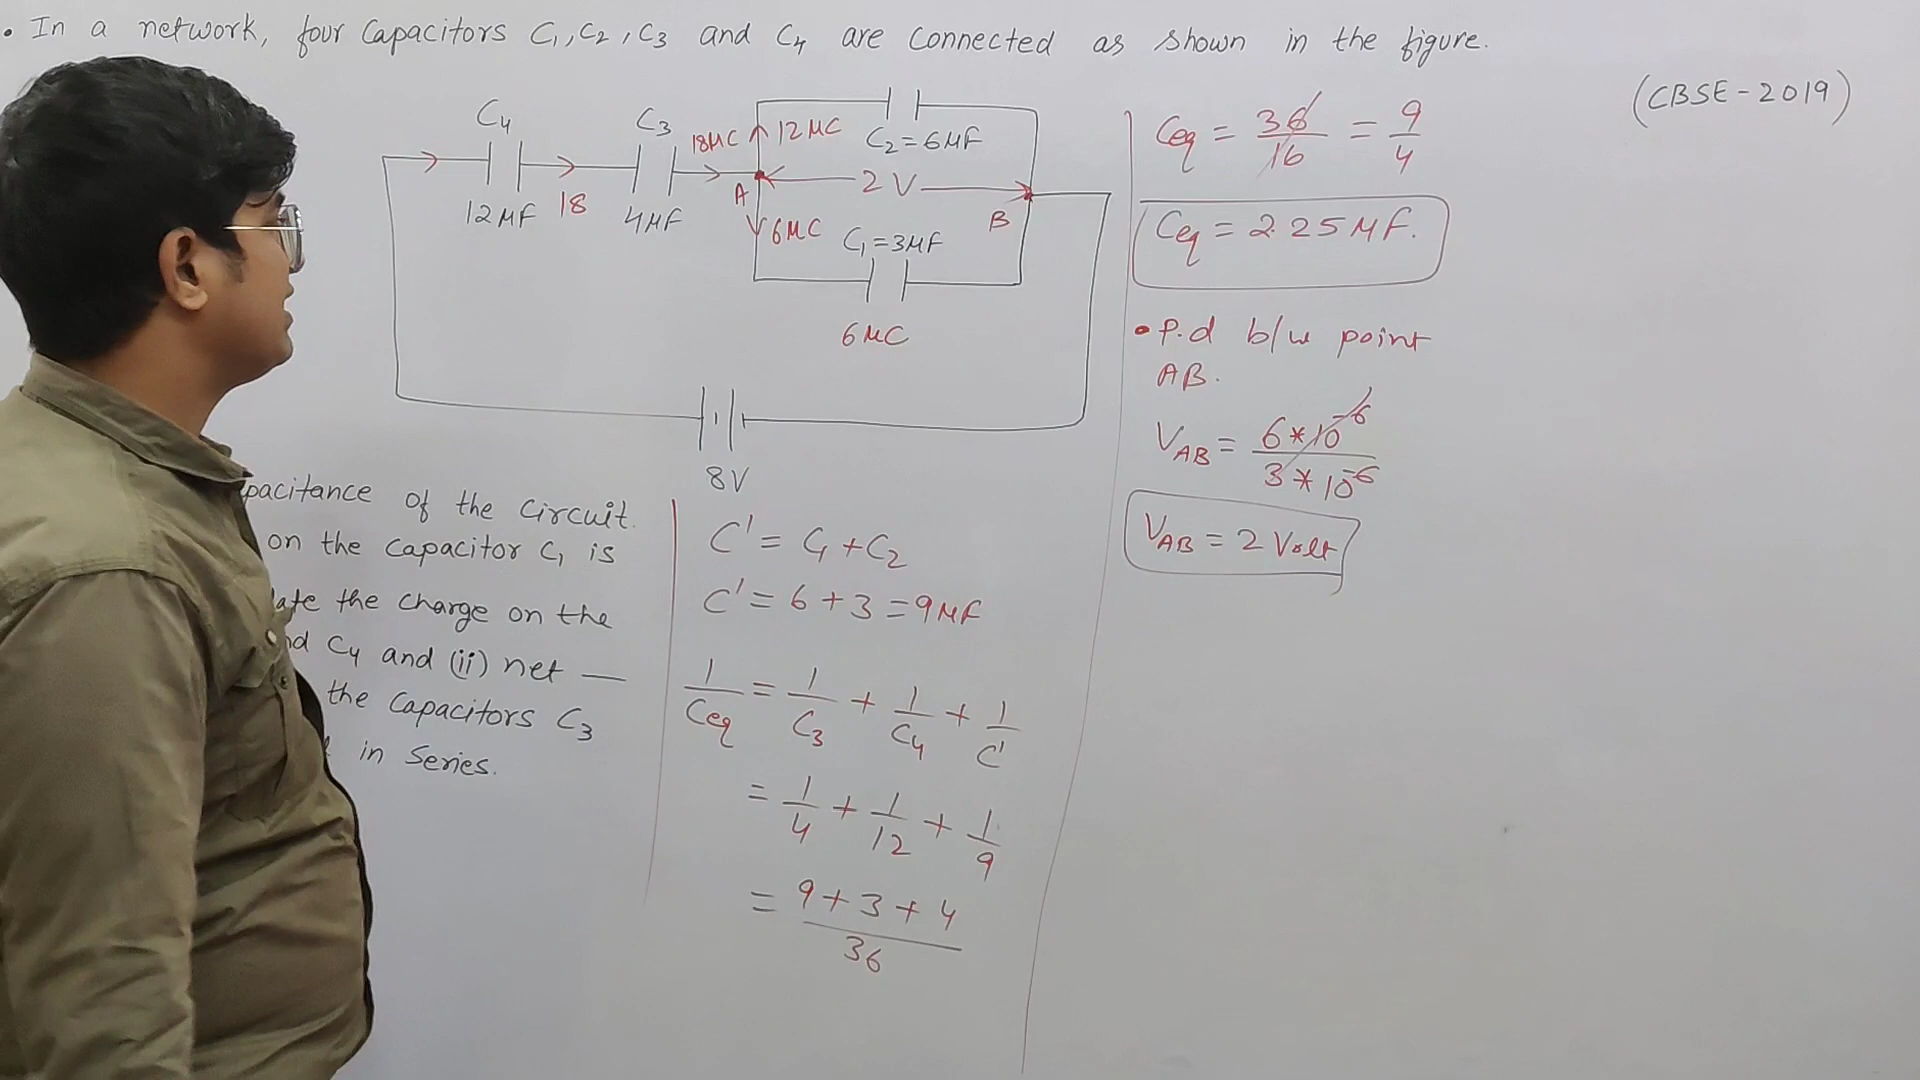 • In a network, four Capacitors C₁, C₂, C₃ and C₄ are connected as shown in the figure.
(CBSE - 2019)
C₄
12μF
18
C₃
4μF
18μC
12μC
C₂ = 6μF
A
2 V
B
6μC
C₁ = 3μF
6μC
8V
pacitance of the Circuit.
on the Capacitor C₁ is
ate the charge on the
nd C₄ and (ii) net —
the Capacitors C₃
in series.
C' = C₁ + C₂
C' = 6 + 3 = 9μF
1/Ceq = 1/C₃ + 1/C₄ + 1/C'
= 1/4 + 1/12 + 1/9
= 9 + 3 + 4 / 36
Ceq = 36/16 = 9/4
Ceq = 2.25μF.
• P.d b/w point
AB.
V_AB = 6 * 10⁻⁶ / 3 * 10⁻⁶
V_AB = 2 Volt